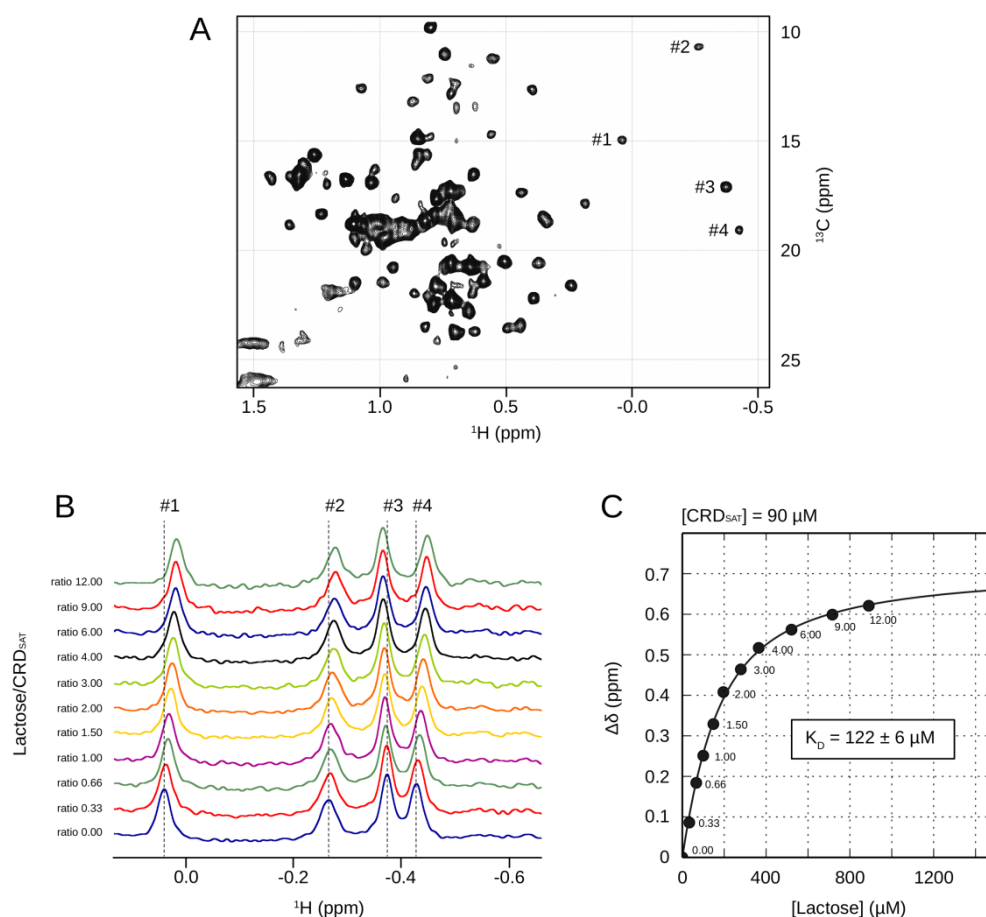 A
#2
#1
#3
#4
10
15
20
25
¹³C (ppm)
1.5 1.0 0.5 -0.0 -0.5
¹H (ppm)
B
#1 #2 #3 #4
Lactose/CRDSAT
ratio 12.00
ratio 9.00
ratio 6.00
ratio 4.00
ratio 3.00
ratio 2.00
ratio 1.50
ratio 1.00
ratio 0.66
ratio 0.33
ratio 0.00
0.0 -0.2 -0.4 -0.6
¹H (ppm)
C
[CRDSAT] = 90 µM
Δδ (ppm)
0.7
0.6
0.5
0.4
0.3
0.2
0.1
0
12.00
9.00
6.00
4.00
3.00
2.00
1.50
1.00
0.66
0.33
0.00
KD = 122 ± 6 µM
0 400 800 1200
[Lactose] (µM)